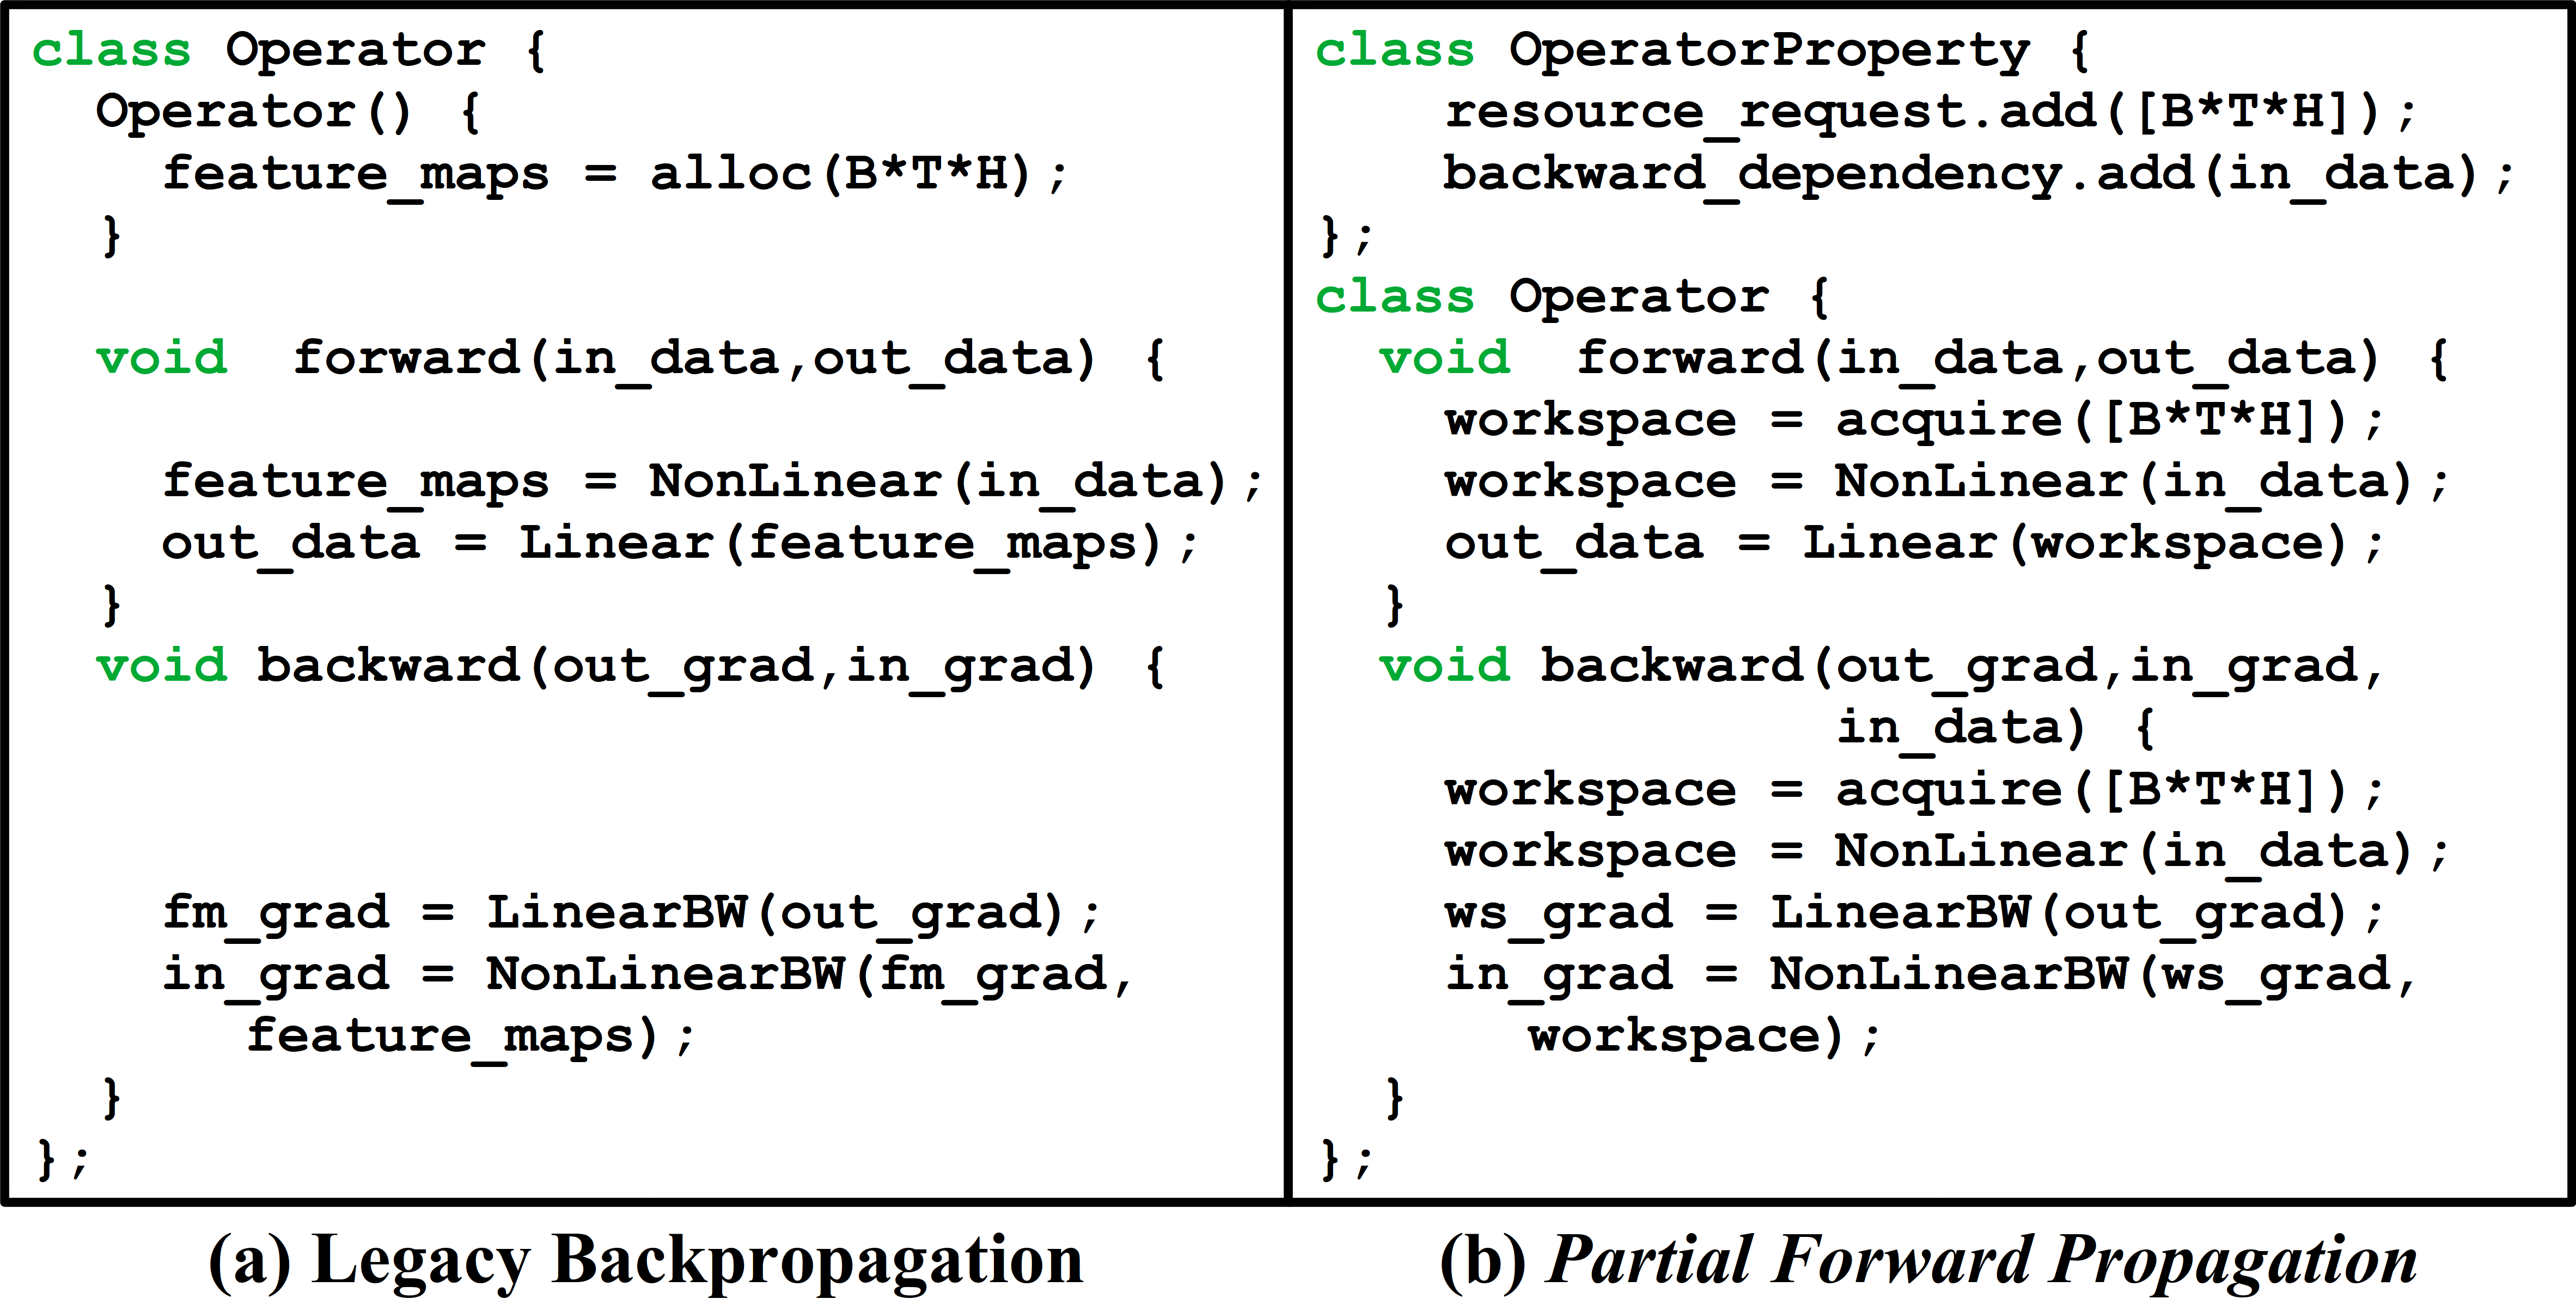 class Operator {
  Operator() {
    feature_maps = alloc(B*T*H);
  }

  void  forward(in_data,out_data) {

    feature_maps = NonLinear(in_data);
    out_data = Linear(feature_maps);
  }
  void backward(out_grad,in_grad) {

    fm_grad = LinearBW(out_grad);
    in_grad = NonLinearBW(fm_grad,
      feature_maps);
  }
};
(a) Legacy Backpropagation
class OperatorProperty {
    resource_request.add([B*T*H]);
    backward_dependency.add(in_data);
};
class Operator {
  void  forward(in_data,out_data) {
    workspace = acquire([B*T*H]);
    workspace = NonLinear(in_data);
    out_data = Linear(workspace);
  }
  void backward(out_grad,in_grad,
                in_data) {
    workspace = acquire([B*T*H]);
    workspace = NonLinear(in_data);
    ws_grad = LinearBW(out_grad);
    in_grad = NonLinearBW(ws_grad,
      workspace);
  }
};
(b) Partial Forward Propagation